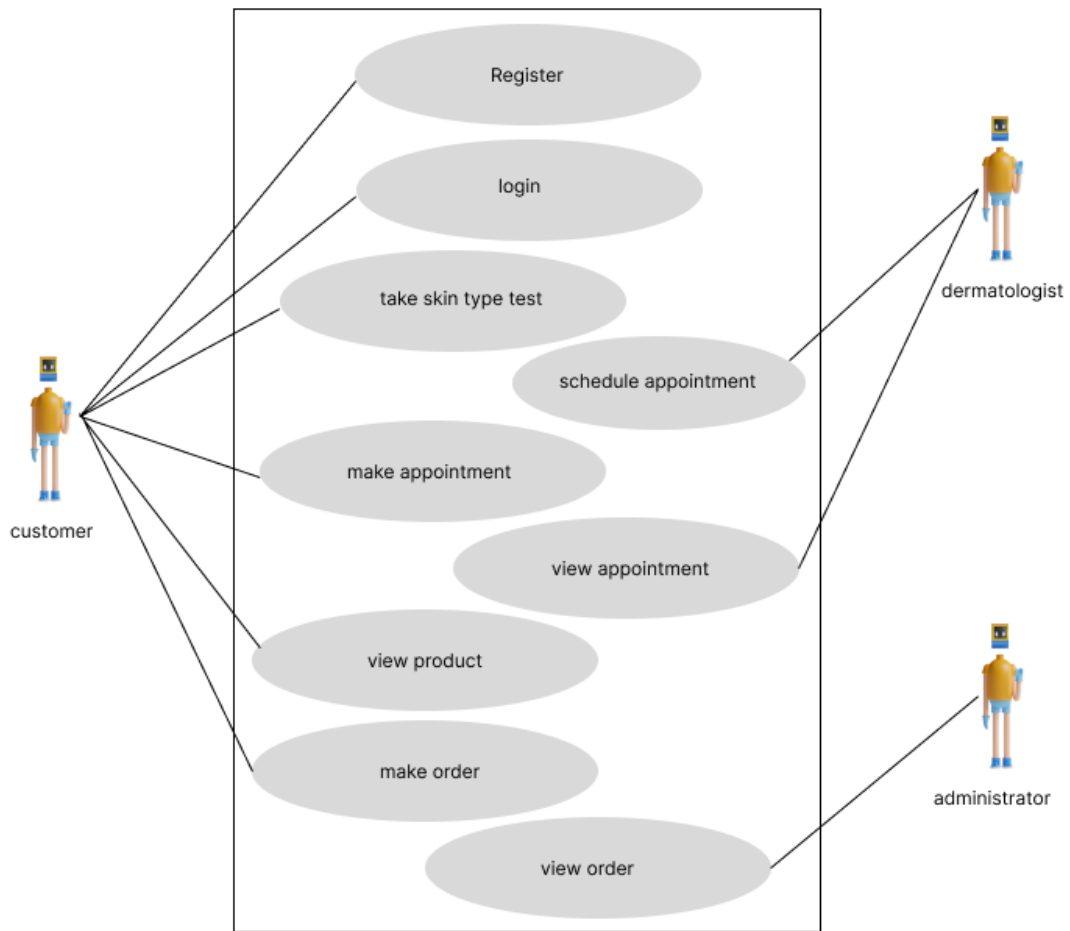 Register
login
dermatologist
take skin type test
schedule appointment
make appointment
customer
view appointment
view product
make order
administrator
view order